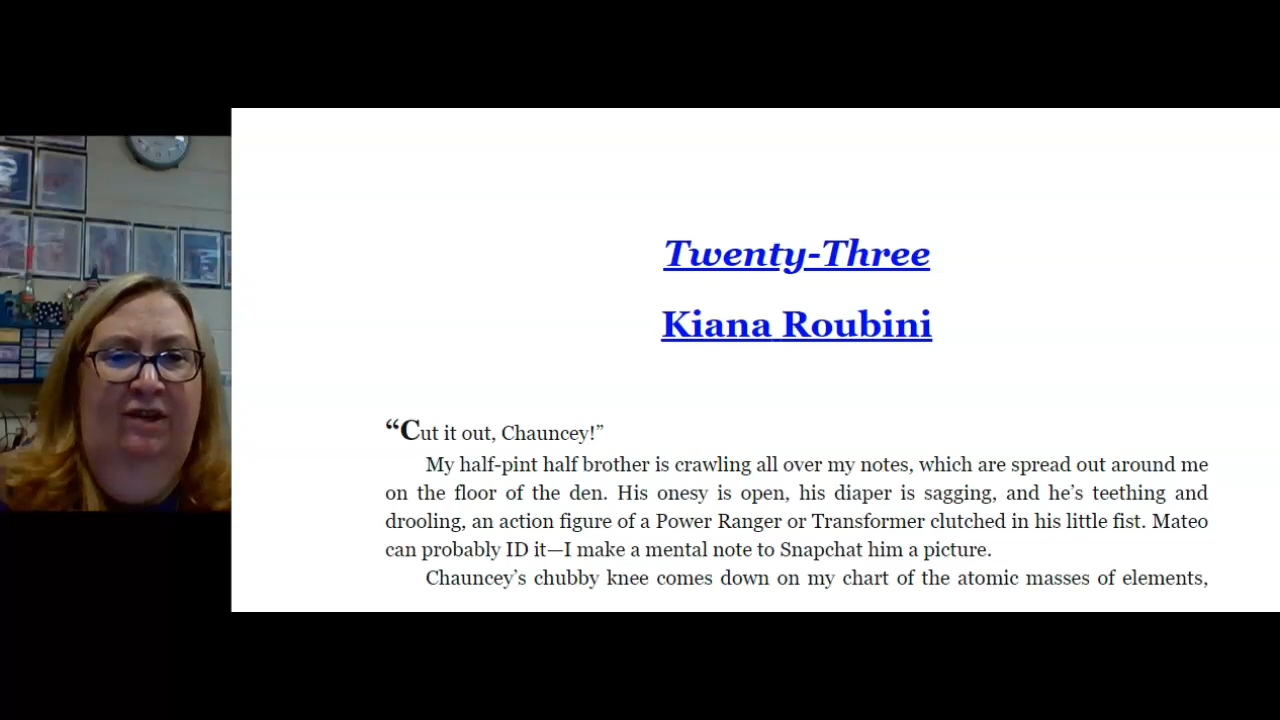 Twenty-Three
Kiana Roubini
“Cut it out, Chauncey!”
My half-pint half brother is crawling all over my notes, which are spread out around me
on the floor of the den. His onesy is open, his diaper is sagging, and he’s teething and
drooling, an action figure of a Power Ranger or Transformer clutched in his little fist. Mateo
can probably ID it—I make a mental note to Snapchat him a picture.
Chauncey’s chubby knee comes down on my chart of the atomic masses of elements,